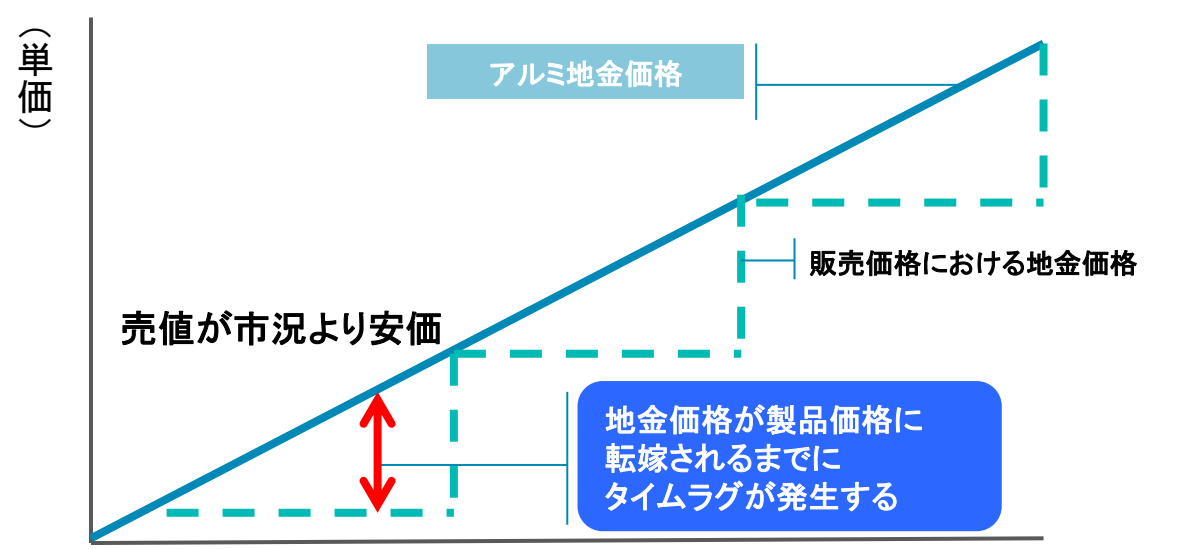 （単価）
アルミ地金価格
販売価格における地金価格
売値が市況より安価
地金価格が製品価格に
転嫁されるまでに
タイムラグが発生する